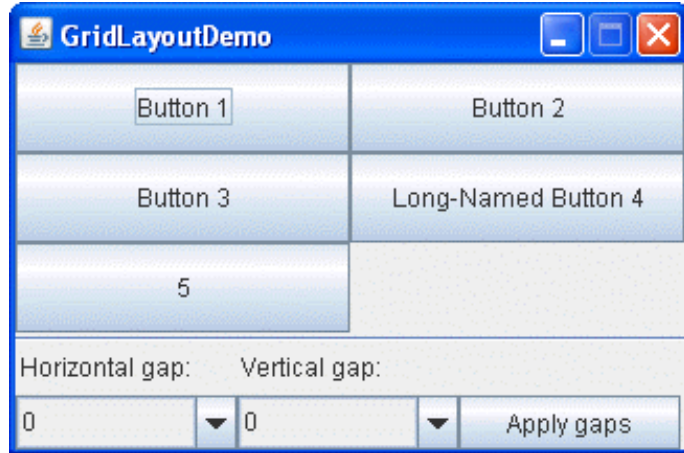 GridLayoutDemo
Button 1 Button 2
Button 3 Long-Named Button 4
5
Horizontal gap: Vertical gap:
0 0 Apply gaps